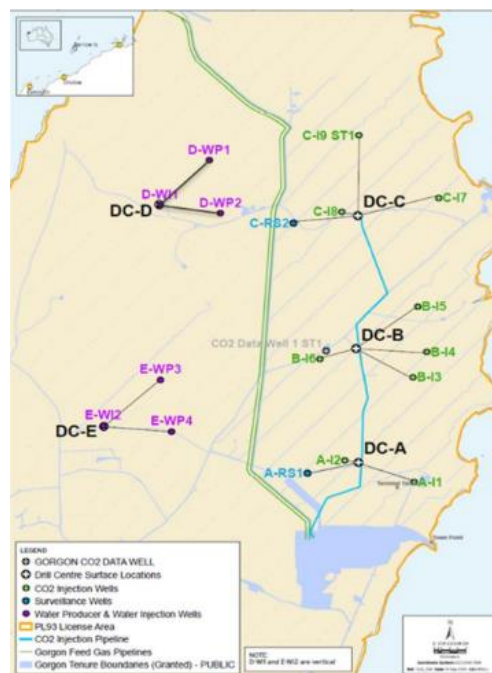 C-I9 ST1
D-WP1
D-WI1
DC-D
D-WP2
C-I7
C-I8
DC-C
C-RS2
B-I5
DC-B
CO2 Data Well 1 ST1
B-I6
B-I4
B-I3
E-WP3
E-WI2
DC-E
E-WP4
DC-A
A-I2
A-RS1
A-I1
Town Point
LEGEND
GORGON CO2 DATA WELL
Drill Centre Surface Locations
CO2 Injection Wells
Surveillance Wells
Water Producer & Water Injection Wells
PL93 License Area
CO2 Injection Pipeline
Gorgon Feed Gas Pipelines
Gorgon Tenure Boundaries (Granted) - PUBLIC
NOTE
D-WI1 and E-WI2 are vertical